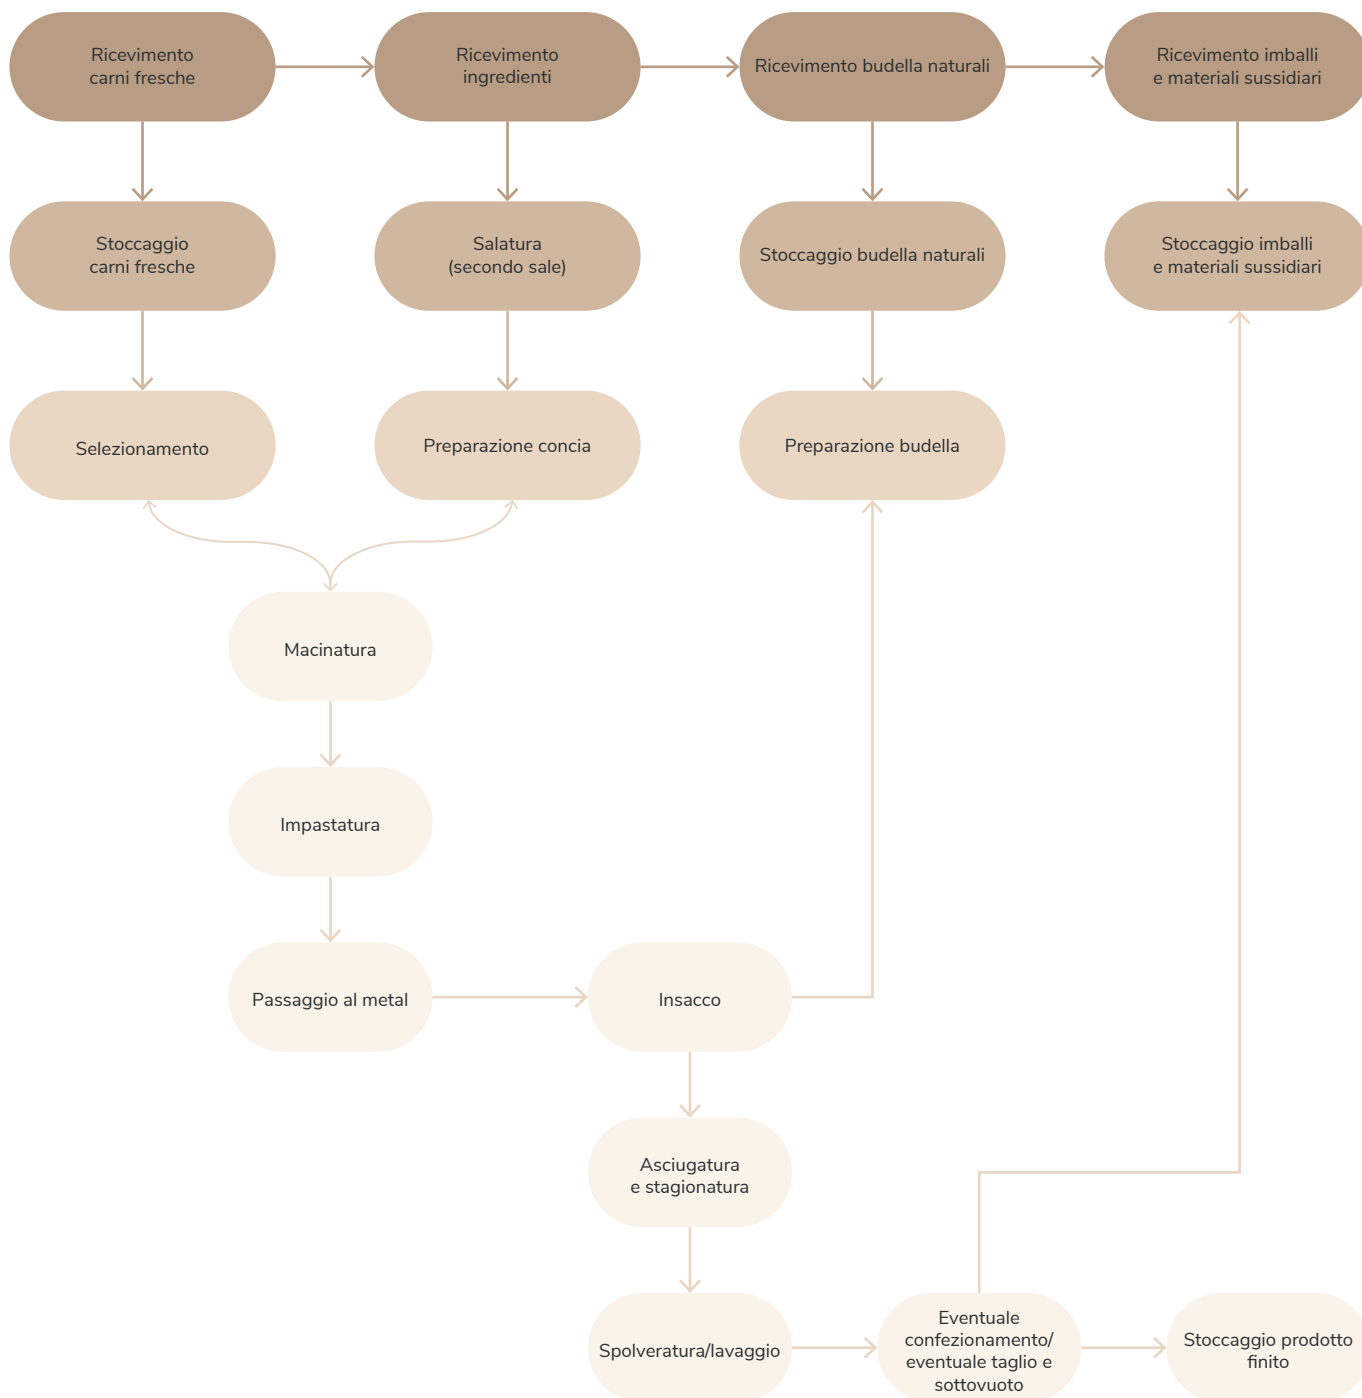 Ricevimento
carni fresche
Ricevimento
ingredienti
Ricevimento budella naturali
Ricevimento imballi
e materiali sussidiari
Stoccaggio
carni fresche
Salatura
(secondo sale)
Stoccaggio budella naturali
Stoccaggio imballi
e materiali sussidiari
Selezionamento
Preparazione concia
Preparazione budella
Macinatura
Impastatura
Passaggio al metal
Insacco
Asciugatura
e stagionatura
Spolveratura/lavaggio
Eventuale
confezionamento/
eventuale taglio e
sottovuoto
Stoccaggio prodotto
finito